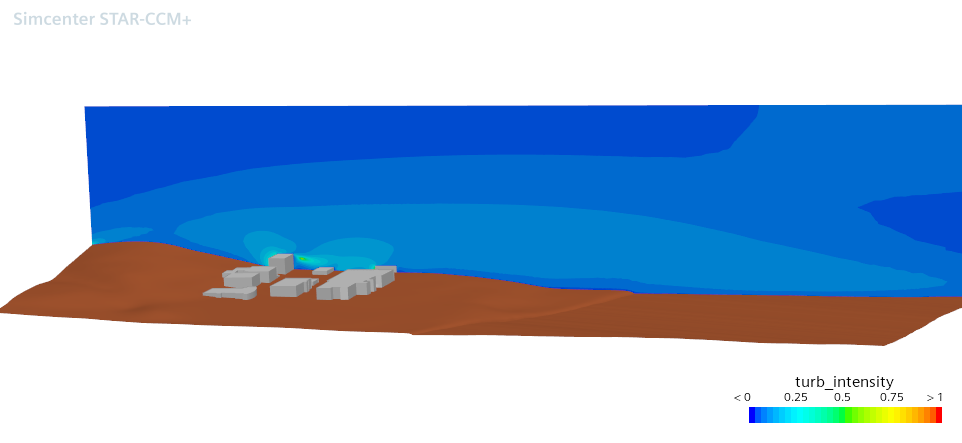 Simcenter STAR-CCM+
turb_intensity
< 0 0.25 0.5 0.75 > 1